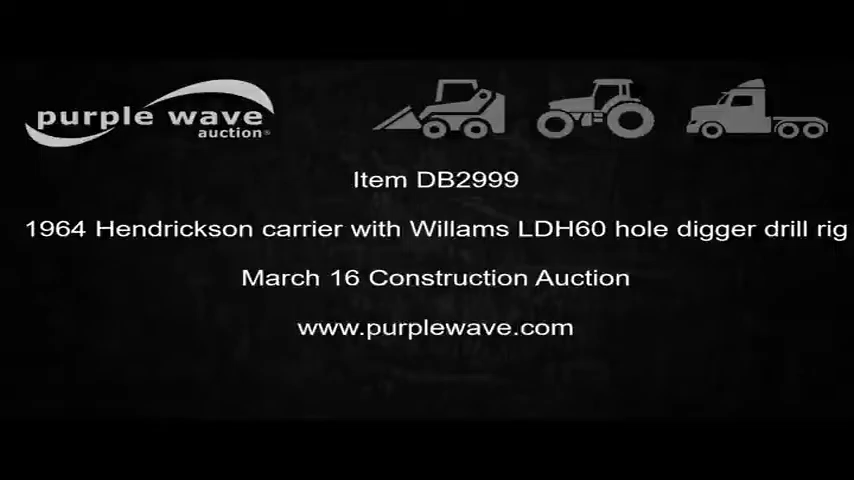 purple wave
auction®
Item DB2999
1964 Hendrickson carrier with Willams LDH60 hole digger drill rig
March 16 Construction Auction
www.purplewave.com